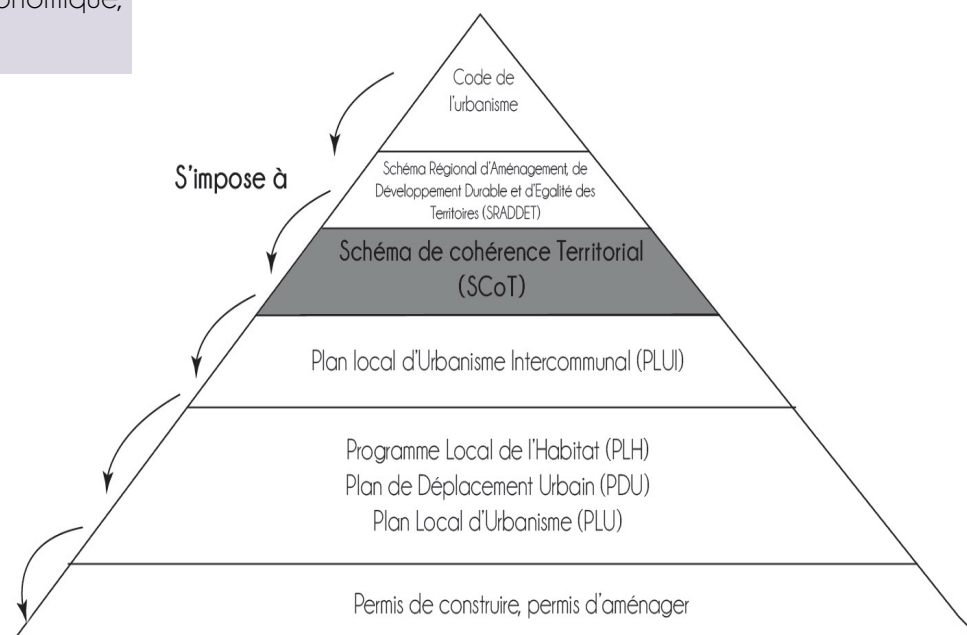 Code de
l'urbanisme
Schéma Régional d'Aménagement, de
Développement Durable et d'Egalité des
Territoires (SRADDET)
S'impose à
Schéma de cohérence Territorial
(SCoT)
Plan local d'Urbanisme Intercommunal (PLUI)
Programme Local de l'Habitat (PLH)
Plan de Déplacement Urbain (PDU)
Plan Local d'Urbanisme (PLU)
Permis de construire, permis d'aménager